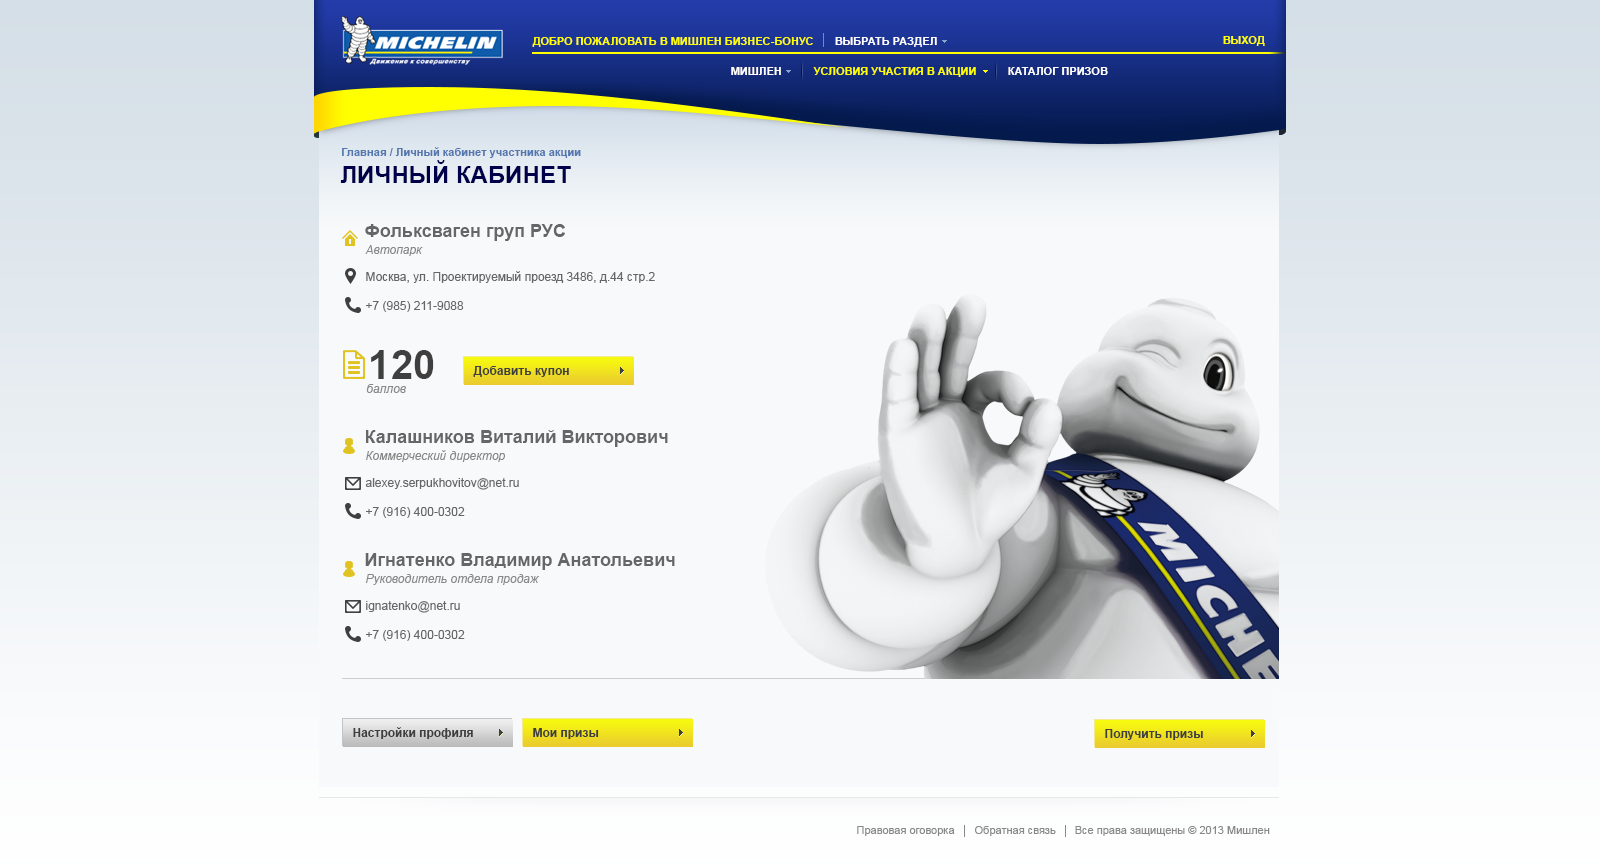 MICHELIN
Движение к совершенству
ДОБРО ПОЖАЛОВАТЬ В МИШЛЕН БИЗНЕС-БОНУС
ВЫБРАТЬ РАЗДЕЛ
ВЫХОД
МИШЛЕН
УСЛОВИЯ УЧАСТИЯ В АКЦИИ
КАТАЛОГ ПРИЗОВ
Главная / Личный кабинет участника акции
ЛИЧНЫЙ КАБИНЕТ
Фольксваген груп РУС
Автопарк
Москва, ул. Проектируемый проезд 3486, д.44 стр.2
+7 (985) 211-9088
120
баллов
Добавить купон
Калашников Виталий Викторович
Коммерческий директор
alexey.serpukhovitov@net.ru
+7 (916) 400-0302
Игнатенко Владимир Анатольевич
Руководитель отдела продаж
ignatenko@net.ru
+7 (916) 400-0302
MICHE
Настройки профиля
Мои призы
Получить призы
Правовая оговорка
Обратная связь
Все права защищены © 2013 Мишлен